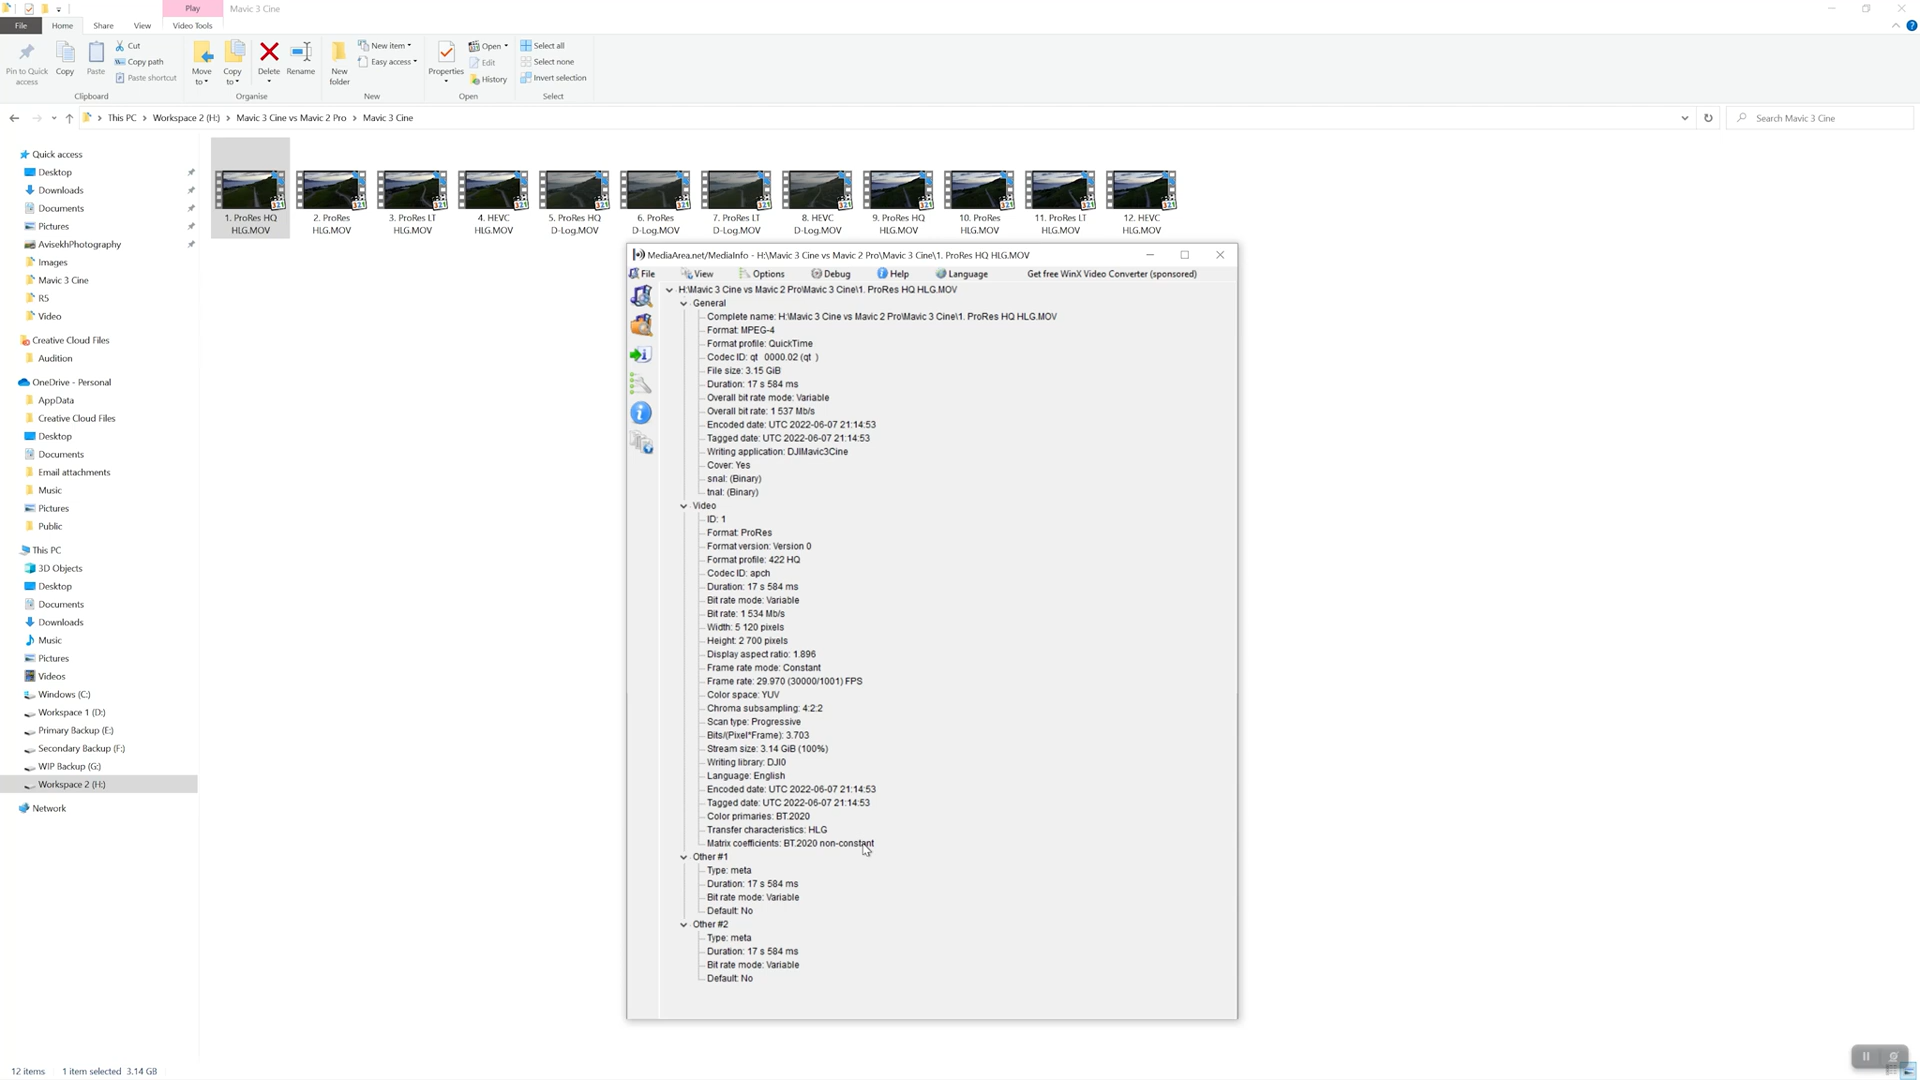 Play
Mavic 3 Cine
File
Home
Share
View
Video Tools
Pin to Quick access
Copy
Paste
Cut
Copy path
Paste shortcut
Clipboard
Move to
Copy to
Delete
Rename
Organise
New folder
New item
Easy access
New
Properties
Open
Edit
History
Open
Select all
Select none
Invert selection
Select
This PC > Workspace 2 (H:) > Mavic 3 Cine vs Mavic 2 Pro > Mavic 3 Cine
Search Mavic 3 Cine
Quick access
Desktop
Downloads
Documents
Pictures
AvisekhPhotography
Images
Mavic 3 Cine
R5
Video
Creative Cloud Files
Audition
OneDrive - Personal
AppData
Creative Cloud Files
Desktop
Documents
Email attachments
Music
Pictures
Public
This PC
3D Objects
Desktop
Documents
Downloads
Music
Pictures
Videos
Windows (C:)
Workspace 1 (D:)
Primary Backup (E:)
Secondary Backup (F:)
WIP Backup (G:)
Workspace 2 (H:)
Network
1. ProRes HQ HLG.MOV
2. ProRes HLG.MOV
3. ProRes LT HLG.MOV
4. HEVC HLG.MOV
5. ProRes HQ D-Log.MOV
6. ProRes D-Log.MOV
7. ProRes LT D-Log.MOV
8. HEVC D-Log.MOV
9. ProRes HQ HLG.MOV
10. ProRes HLG.MOV
11. ProRes LT HLG.MOV
12. HEVC HLG.MOV
MediaArea.net/MediaInfo - H:\Mavic 3 Cine vs Mavic 2 Pro\Mavic 3 Cine\1. ProRes HQ HLG.MOV
File View Options Debug Help Language Get free WinX Video Converter (sponsored)
H:\Mavic 3 Cine vs Mavic 2 Pro\Mavic 3 Cine\1. ProRes HQ HLG.MOV
General
Complete name: H:\Mavic 3 Cine vs Mavic 2 Pro\Mavic 3 Cine\1. ProRes HQ HLG.MOV
Format: MPEG-4
Format profile: QuickTime
Codec ID: qt 0000.02 (qt )
File size: 3.15 GiB
Duration: 17 s 584 ms
Overall bit rate mode: Variable
Overall bit rate: 1 537 Mb/s
Encoded date: UTC 2022-06-07 21:14:53
Tagged date: UTC 2022-06-07 21:14:53
Writing application: DJIMavic3Cine
Cover: Yes
snal: (Binary)
tnal: (Binary)
Video
ID: 1
Format: ProRes
Format version: Version 0
Format profile: 422 HQ
Codec ID: apch
Duration: 17 s 584 ms
Bit rate mode: Variable
Bit rate: 1 534 Mb/s
Width: 5 120 pixels
Height: 2 700 pixels
Display aspect ratio: 1.896
Frame rate mode: Constant
Frame rate: 29.970 (30000/1001) FPS
Color space: YUV
Chroma subsampling: 4:2:2
Scan type: Progressive
Bits/(Pixel*Frame): 3.703
Stream size: 3.14 GiB (100%)
Writing library: DJI0
Language: English
Encoded date: UTC 2022-06-07 21:14:53
Tagged date: UTC 2022-06-07 21:14:53
Color primaries: BT.2020
Transfer characteristics: HLG
Matrix coefficients: BT.2020 non-constant
Other #1
Type: meta
Duration: 17 s 584 ms
Bit rate mode: Variable
Default: No
Other #2
Type: meta
Duration: 17 s 584 ms
Bit rate mode: Variable
Default: No
12 items
1 item selected 3.14 GB